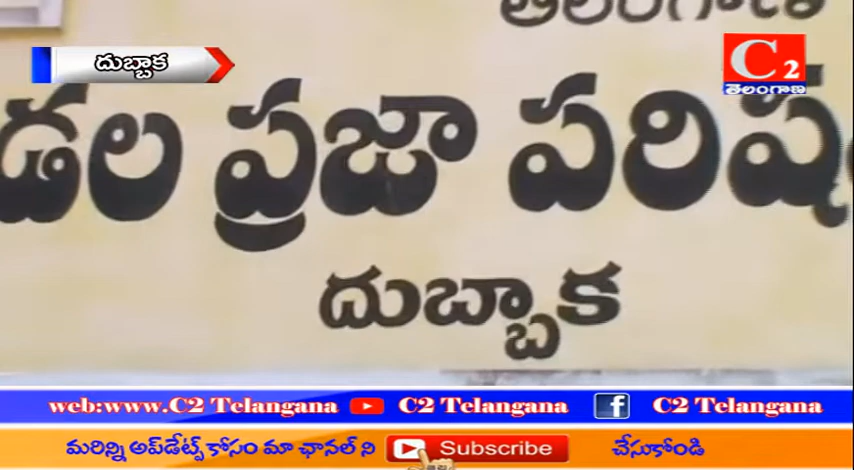 తెలంగాణ
దుబ్బాక
C2
తెలంగాణ
డల ప్రజా పరిష
దుబ్బాక
web:www.C2 Telangana C2 Telangana C2 Telangana
మరిన్ని అప్‌డేట్స్ కోసం మా ఛానల్ ని Subscribe చేసుకోండి